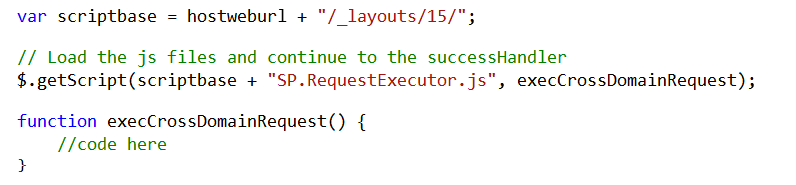 var scriptbase = hostweburl + "/_layouts/15/";
// Load the js files and continue to the successHandler
$.getScript(scriptbase + "SP.RequestExecutor.js", execCrossDomainRequest);
function execCrossDomainRequest() {
//code here
}